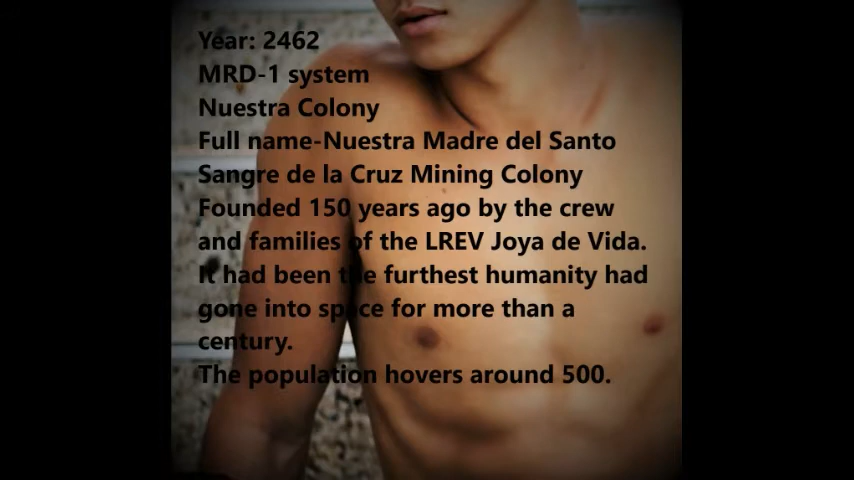 Year: 2462
MRD-1 system
Nuestra Colony
Full name-Nuestra Madre del Santo
Sangre de la Cruz Mining Colony
Founded 150 years ago by the crew
and families of the LREV Joya de Vida.
It had been the furthest humanity had
gone into space for more than a
century.
The population hovers around 500.